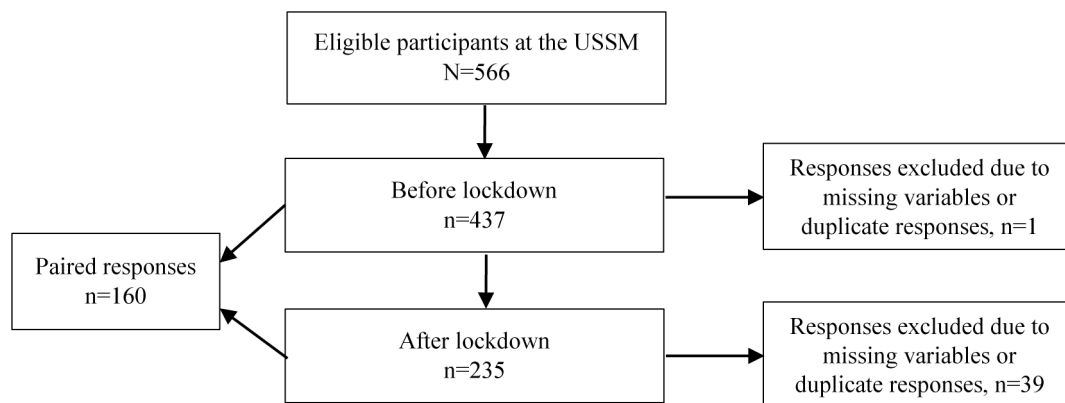 Eligible participants at the USSM
N=566
Before lockdown
n=437
Responses excluded due to
missing variables or
duplicate responses, n=1
Paired responses
n=160
After lockdown
n=235
Responses excluded due to
missing variables or
duplicate responses, n=39